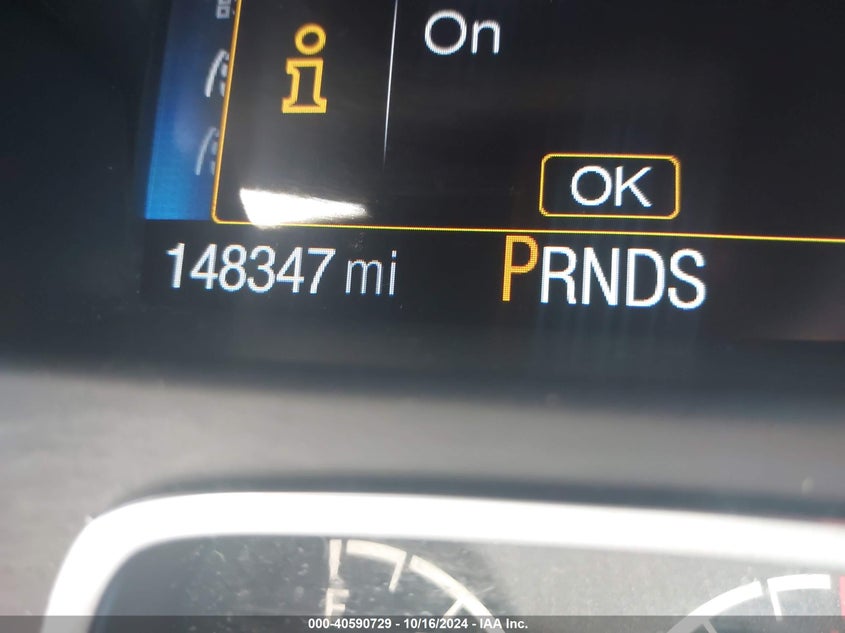 On
OK
148347 mi
PRNDS
F
000-40590729 - 10/16/2024 - IAA Inc.